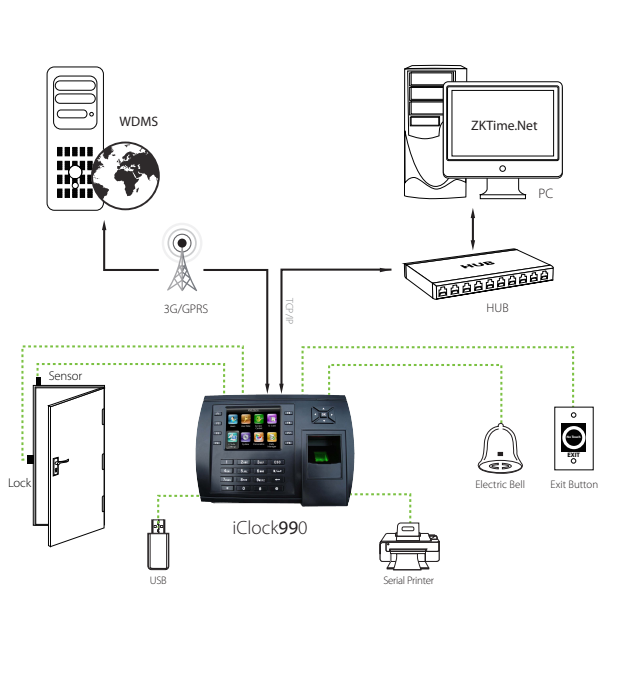 WDMS
ZKTime.Net
PC
3G/GPRS
TCP/IP
HUB
HUB
Sensor
Lock
EXIT
Electric Bell
Exit Button
iClock990
USB
Serial Printer